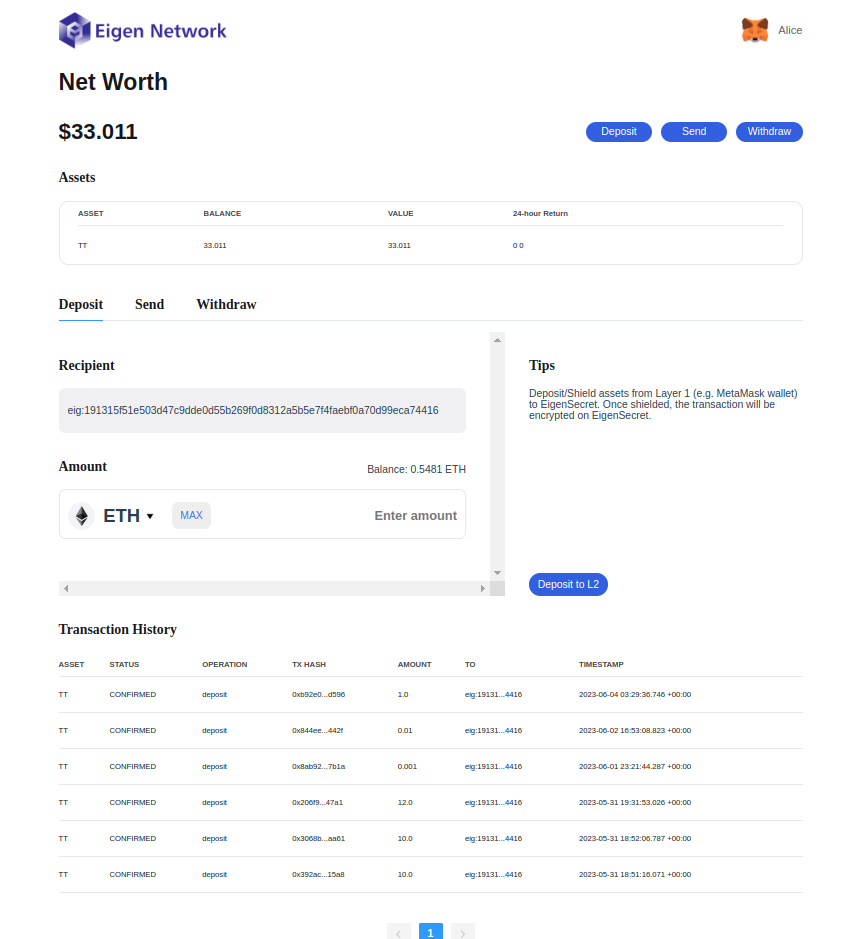 Eigen Network
Alice
Net Worth
$33.011
Deposit Send Withdraw
Assets
ASSET BALANCE VALUE 24-hour Return
TT 33.011 33.011 0 0
Deposit Send Withdraw
Recipient
eig:191315f51e503d47c9dde0d55b269f0d8312a5b5e7f4faebf0a70d99eca74416
Amount Balance: 0.5481 ETH
ETH MAX Enter amount
Tips
Deposit/Shield assets from Layer 1 (e.g. MetaMask wallet)
to EigenSecret. Once shielded, the transaction will be
encrypted on EigenSecret.
Deposit to L2
Transaction History
ASSET STATUS OPERATION TX HASH AMOUNT TO TIMESTAMP
TT CONFIRMED deposit 0xb92e0...d596 1.0 eig:19131...4416 2023-06-04 03:29:36.746 +00:00
TT CONFIRMED deposit 0x844ee...442f 0.01 eig:19131...4416 2023-06-02 16:53:08.823 +00:00
TT CONFIRMED deposit 0x8ab92...7b1a 0.001 eig:19131...4416 2023-06-01 23:21:44.287 +00:00
TT CONFIRMED deposit 0x206f9...47a1 12.0 eig:19131...4416 2023-05-31 19:31:53.026 +00:00
TT CONFIRMED deposit 0x3068b...aa61 10.0 eig:19131...4416 2023-05-31 18:52:06.787 +00:00
TT CONFIRMED deposit 0x392ac...15a8 10.0 eig:19131...4416 2023-05-31 18:51:16.071 +00:00
1